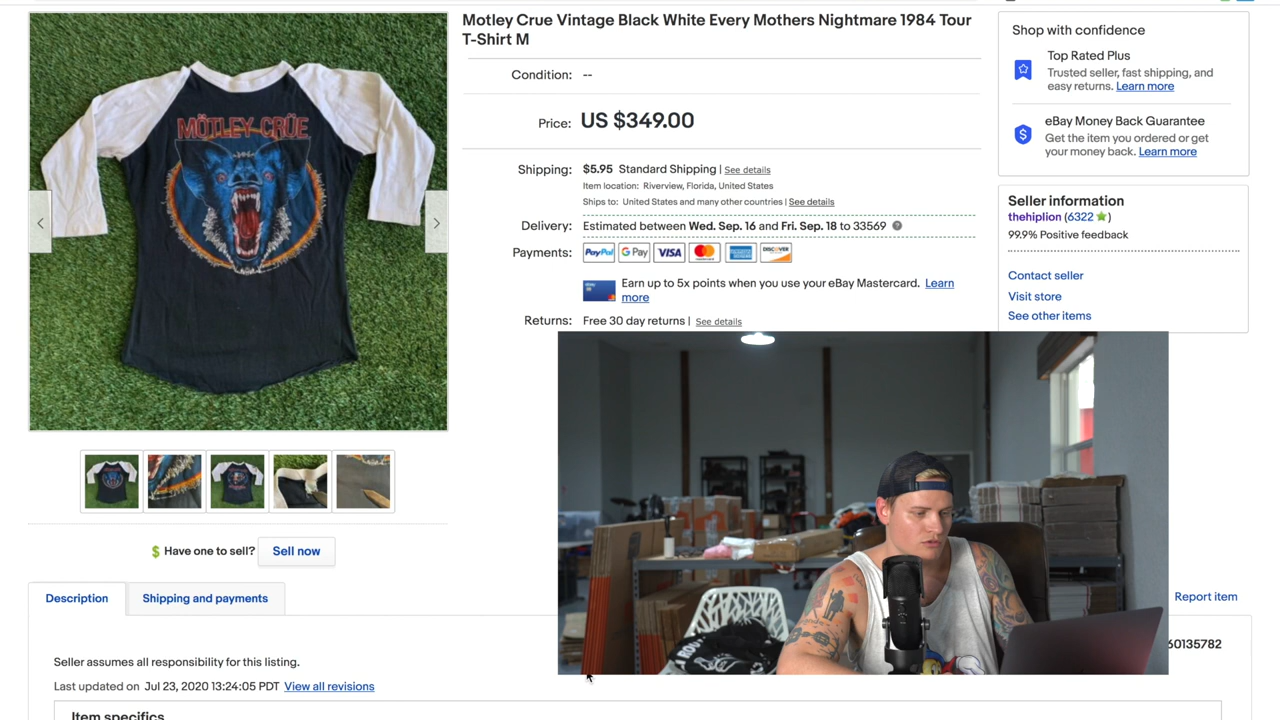 Motley Crue Vintage Black White Every Mothers Nightmare 1984 Tour
T-Shirt M
Condition: --
Price: US $349.00
Shipping: $5.95 Standard Shipping | See details
Item location: Riverview, Florida, United States
Ships to: United States and many other countries | See details
Delivery: Estimated between Wed. Sep. 16 and Fri. Sep. 18 to 33569
Payments: PayPal G Pay VISA DISCOVER
Earn up to 5x points when you use your eBay Mastercard. Learn
more
Returns: Free 30 day returns | See details
Shop with confidence
Top Rated Plus
Trusted seller, fast shipping, and
easy returns. Learn more
eBay Money Back Guarantee
Get the item you ordered or get
your money back. Learn more
Seller information
thehiplion (6322)
99.9% Positive feedback
Contact seller
Visit store
See other items
MÖTLEY CRÜE
Have one to sell? Sell now
Description
Shipping and payments
Report item
60135782
Seller assumes all responsibility for this listing.
Last updated on Jul 23, 2020 13:24:05 PDT View all revisions
Item specifics